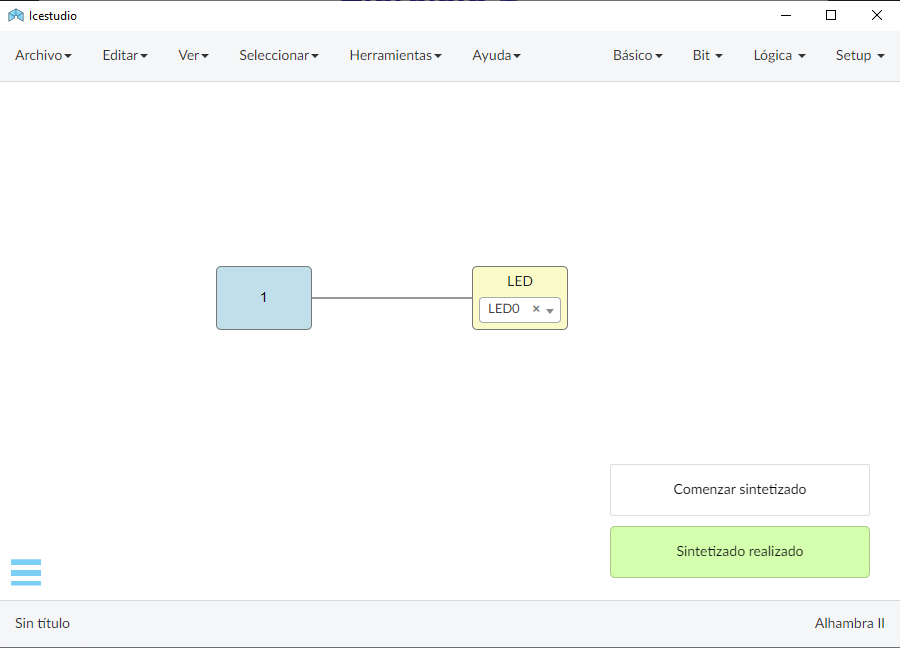 Icestudio
Archivo Editar Ver Seleccionar Herramientas Ayuda Básico Bit Lógica Setup
1
LED
LED0
Comenzar sintetizado
Sintetizado realizado
Sin título
Alhambra II